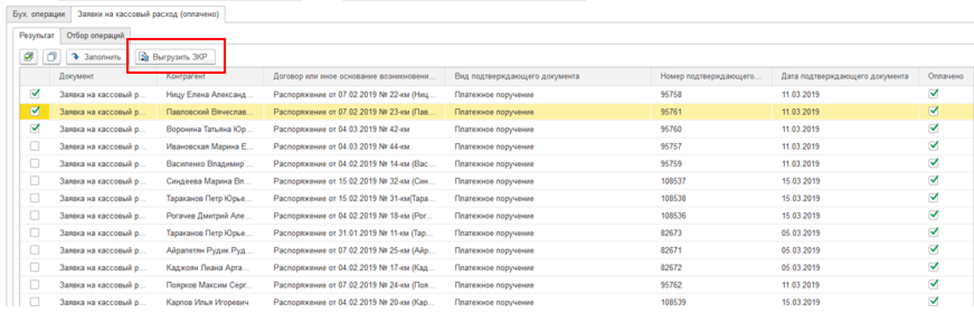 Бух. операции Заявки на кассовый расход (оплачено)
Результат Отбор операций
Заполнить Выгрузить ЗКР
Документ Контрагент Договор или иное основание возникновени... Вид подтверждающего документа Номер подтверждающего... Дата подтверждающего документа Оплачено
Заявка на кассовый р... Ницу Елена Александ... Распоряжение от 07.02.2019 № 22-км (Ниц... Платежное поручение 95758 11.03.2019
Заявка на кассовый р... Павловский Вячеслав... Распоряжение от 07.02.2019 № 23-км (Пав... Платежное поручение 95761 11.03.2019
Заявка на кассовый р... Воронина Татьяна Юр... Распоряжение от 04.03.2019 № 42-км Платежное поручение 95760 11.03.2019
Заявка на кассовый р... Ивановская Марина Е... Распоряжение от 04.03.2019 № 44-км Платежное поручение 95757 11.03.2019
Заявка на кассовый р... Василенко Владимир ... Распоряжение от 04.02.2019 № 14-км (Вас... Платежное поручение 95759 11.03.2019
Заявка на кассовый р... Синдеева Марина Вл... Распоряжение от 15.02.2019 № 32-км (Син... Платежное поручение 108537 15.03.2019
Заявка на кассовый р... Тараканов Петр Юрье... Распоряжение от 15.02.2019 № 31-км(Тара... Платежное поручение 108538 15.03.2019
Заявка на кассовый р... Рогачев Дмитрий Але... Распоряжение от 04.02.2019 № 18-км (Рог... Платежное поручение 108536 15.03.2019
Заявка на кассовый р... Тараканов Петр Юрье... Распоряжение от 31.01.2019 № 11-км (Тар... Платежное поручение 82673 05.03.2019
Заявка на кассовый р... Айрапетян Рудик Руд... Распоряжение от 07.02.2019 № 25-км (Айр... Платежное поручение 82671 05.03.2019
Заявка на кассовый р... Каджоян Лиана Арта... Распоряжение от 04.02.2019 № 17-км (Кад... Платежное поручение 82672 05.03.2019
Заявка на кассовый р... Поярков Максим Серг... Распоряжение от 07.02.2019 № 24-км (Поя... Платежное поручение 95762 11.03.2019
Заявка на кассовый р... Карпов Илья Игоревич Распоряжение от 04.02.2019 № 20-км (Кар... Платежное поручение 108539 15.03.2019